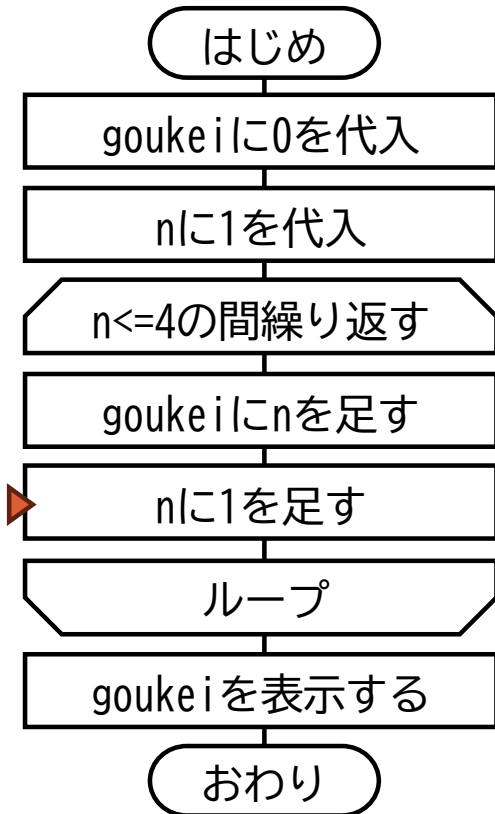 はじめ
goukeiに0を代入
nに1を代入
n<=4の間繰り返す
goukeiにnを足す
nに1を足す
ループ
goukeiを表示する
おわり